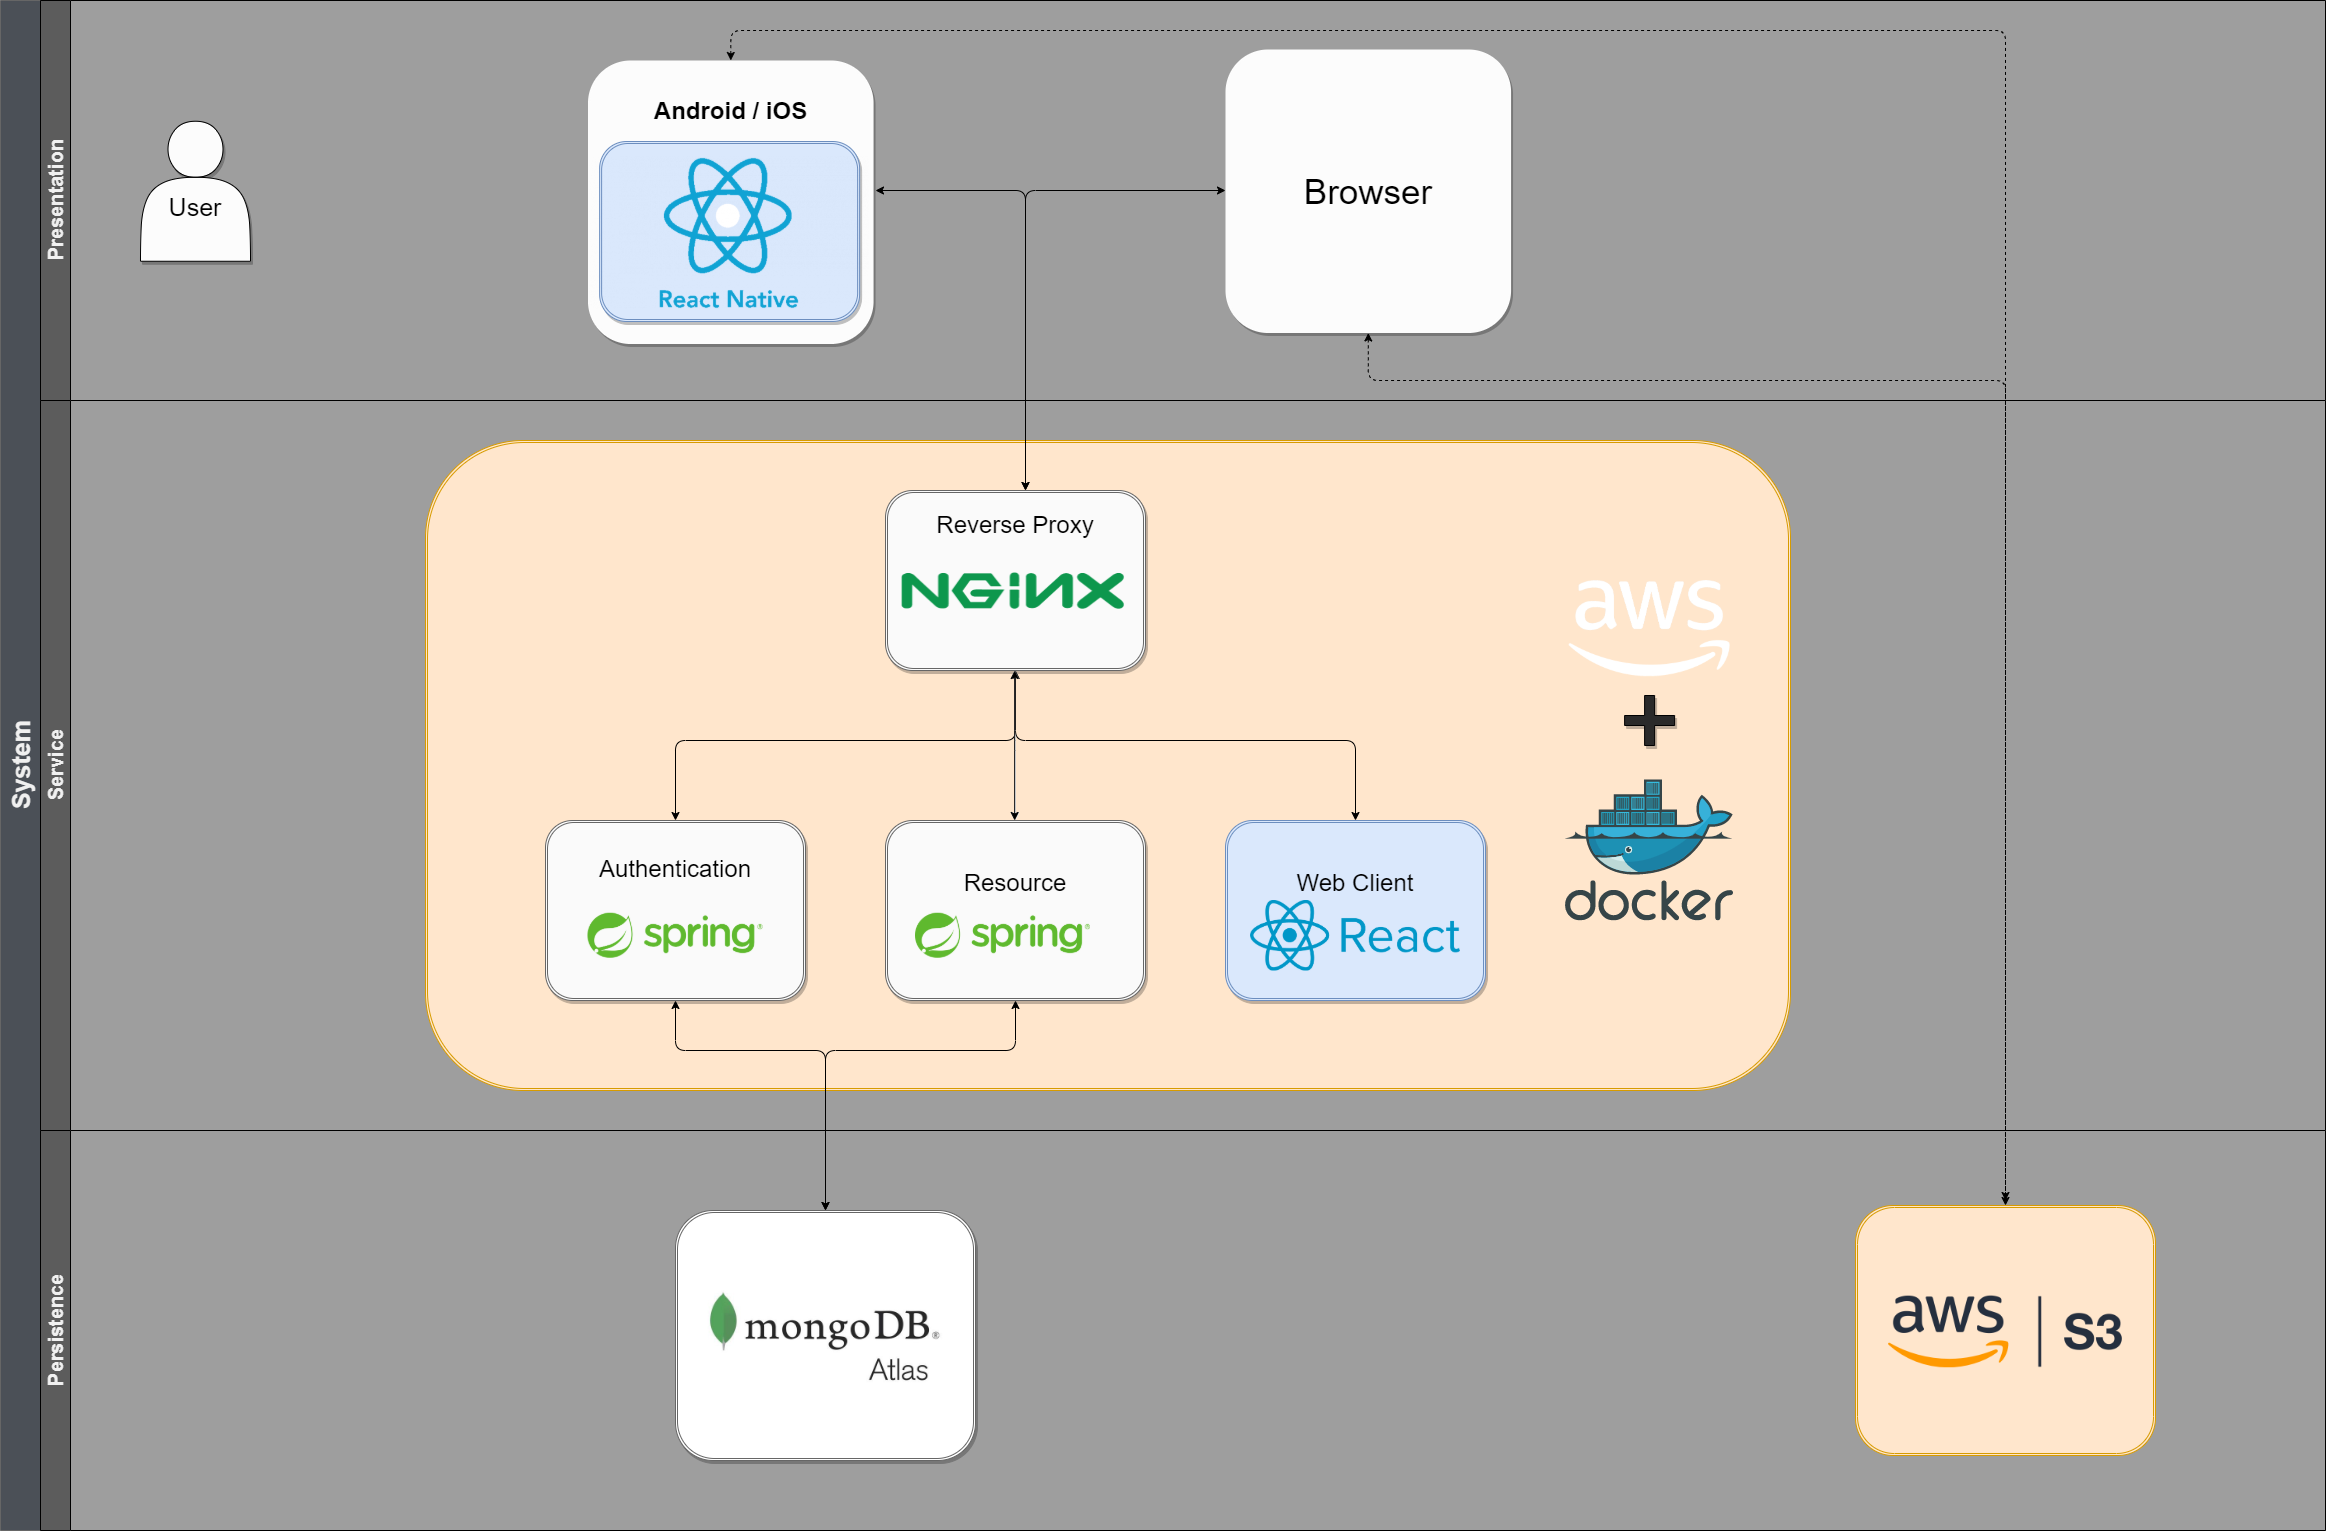 System
Presentation
User
Android / iOS
React Native
Browser
Service
Reverse Proxy
NGINX
aws
Authentication
spring®
Resource
spring®
Web Client
React
docker
Persistence
mongoDB®
Atlas
aws | S3